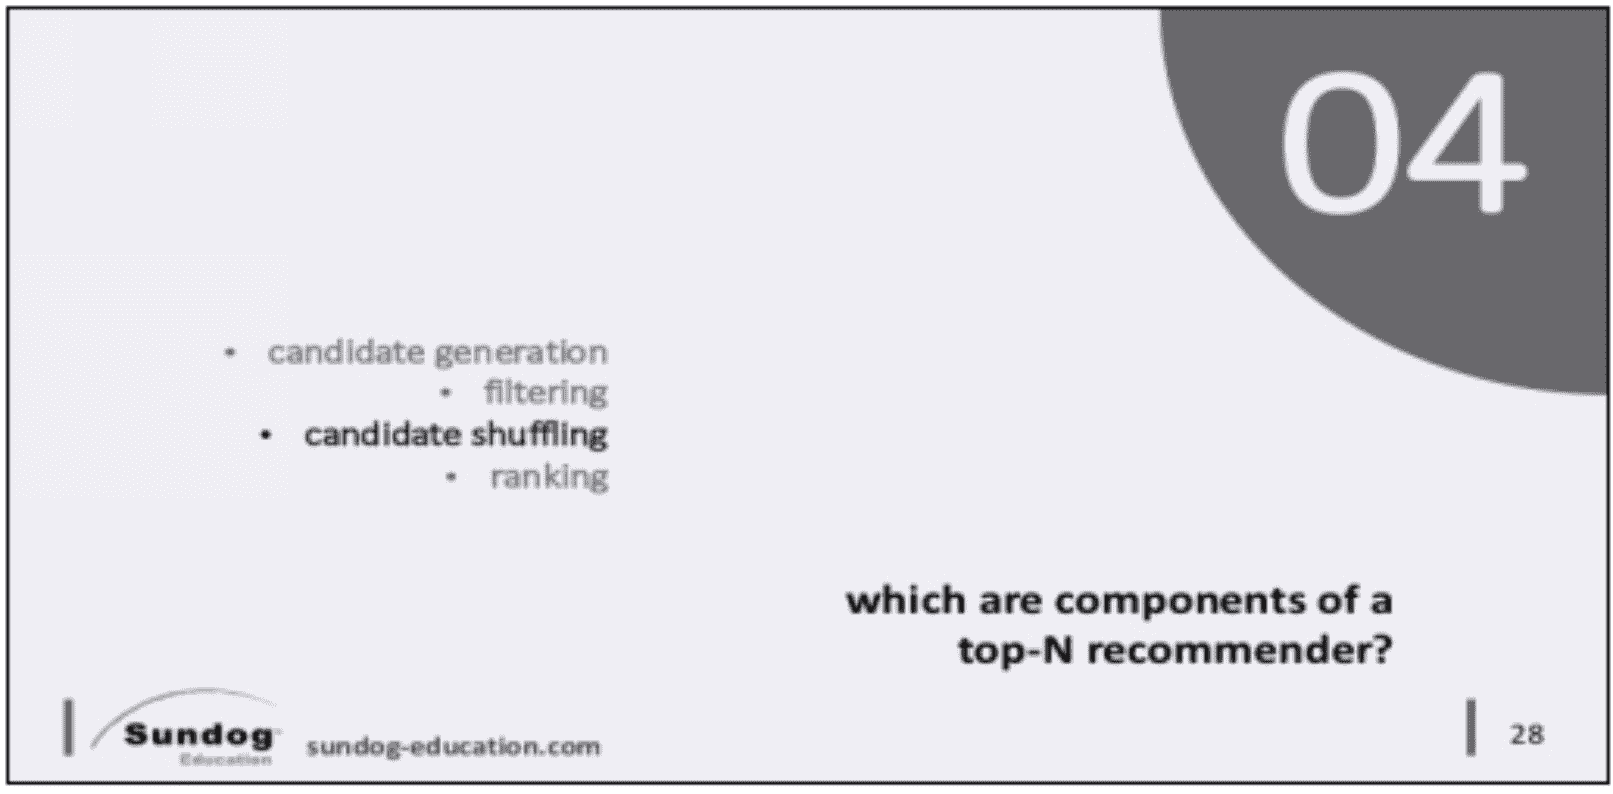 04
• candidate generation
• filtering
• candidate shuffling
• ranking
which are components of a
top-N recommender?
Sundog
Education
sundog-education.com
28